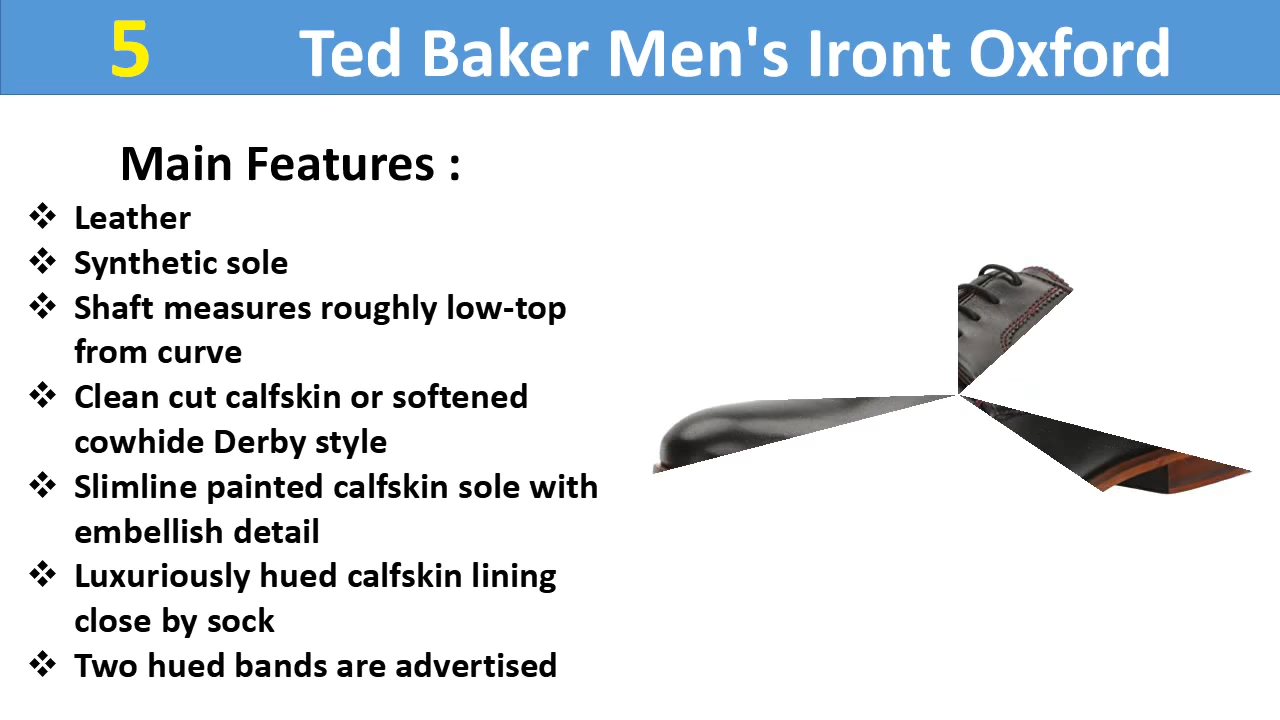 5 Ted Baker Men's Iront Oxford
Main Features :
❖ Leather
❖ Synthetic sole
❖ Shaft measures roughly low-top
from curve
❖ Clean cut calfskin or softened
cowhide Derby style
❖ Slimline painted calfskin sole with
embellish detail
❖ Luxuriously hued calfskin lining
close by sock
❖ Two hued bands are advertised